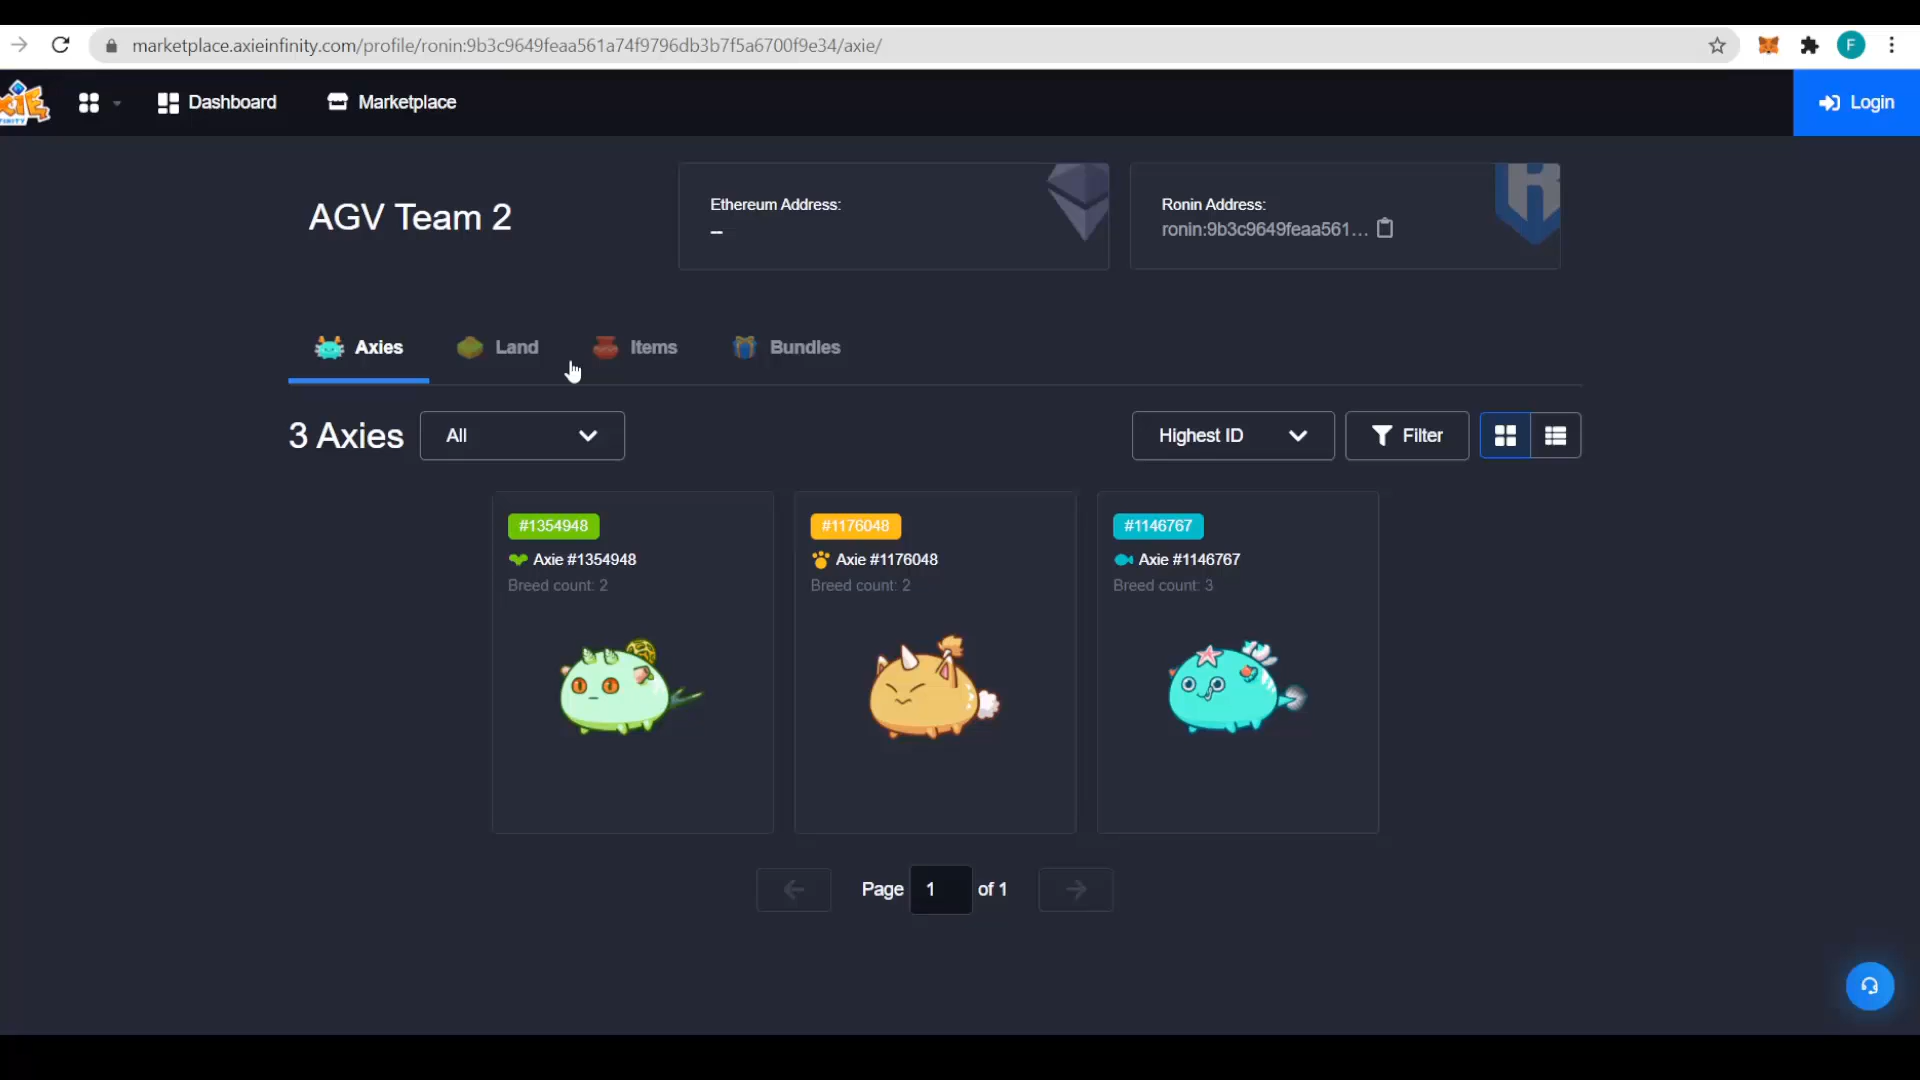 marketplace.axieinfinity.com/profile/ronin:9b3c9649feaa561a74f9796db3b7f5a6700f9e34/axie/
F
Dashboard
Marketplace
Login
AGV Team 2
Ethereum Address:
--
Ronin Address:
ronin:9b3c9649feaa561...
Axies
Land
Items
Bundles
3 Axies
All
Highest ID
Filter
#1354948
Axie #1354948
Breed count: 2
#1176048
Axie #1176048
Breed count: 2
#1146767
Axie #1146767
Breed count: 3
Page 1 of 1